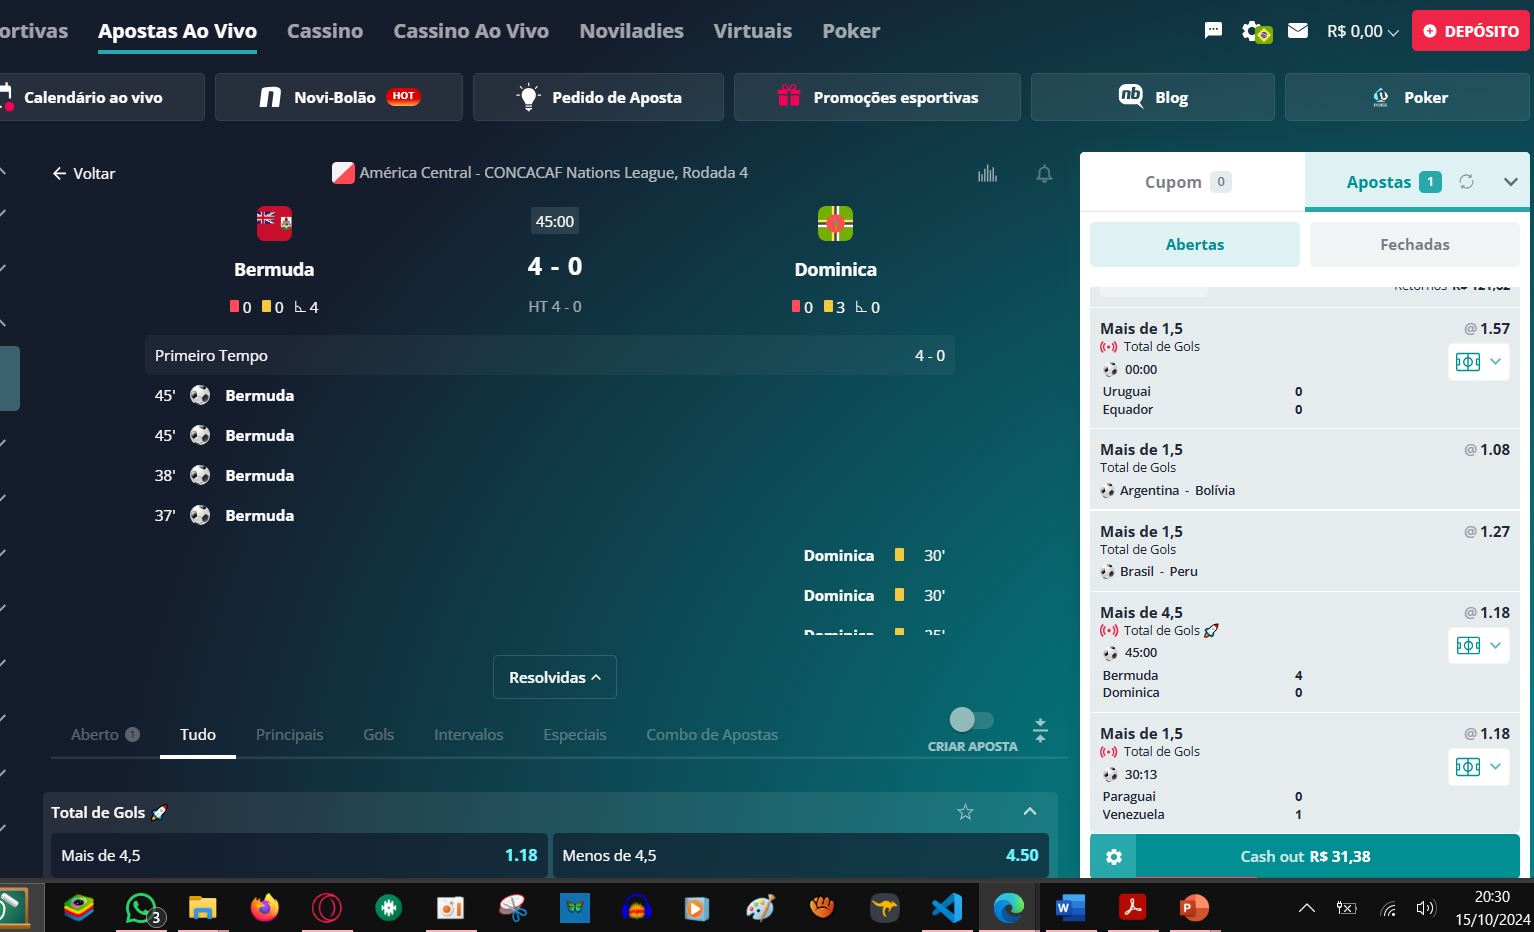 ortivas Apostas Ao Vivo Cassino Cassino Ao Vivo Noviladies Virtuais Poker R$ 0,00 DEPÓSITO
Calendário ao vivo Novi-Bolão HOT Pedido de Aposta Promoções esportivas nb Blog Poker
Voltar América Central - CONCACAF Nations League, Rodada 4
45:00
Bermuda 4 - 0 Dominica
0 0 4 HT 4 - 0 0 3 0
Primeiro Tempo 4 - 0
45' Bermuda
45' Bermuda
38' Bermuda
37' Bermuda
Dominica 30'
Dominica 30'
Dominica
Resolvidas
Aberto 1 Tudo Principais Gols Intervalos Especiais Combo de Apostas
CRIAR APOSTA
Total de Gols
Mais de 4,5 1.18 Menos de 4,5 4.50
Cupom 0 Apostas 1
Abertas Fechadas
Retornos R$ 121,62
Mais de 1,5 @ 1.57
Total de Gols
00:00
Uruguai 0
Equador 0
Mais de 1,5 @ 1.08
Total de Gols
Argentina - Bolívia
Mais de 1,5 @ 1.27
Total de Gols
Brasil - Peru
Mais de 4,5 @ 1.18
Total de Gols
45:00
Bermuda 4
Dominica 0
Mais de 1,5 @ 1.18
Total de Gols
30:13
Paraguai 0
Venezuela 1
Cash out R$ 31,38
3
20:30
15/10/2024